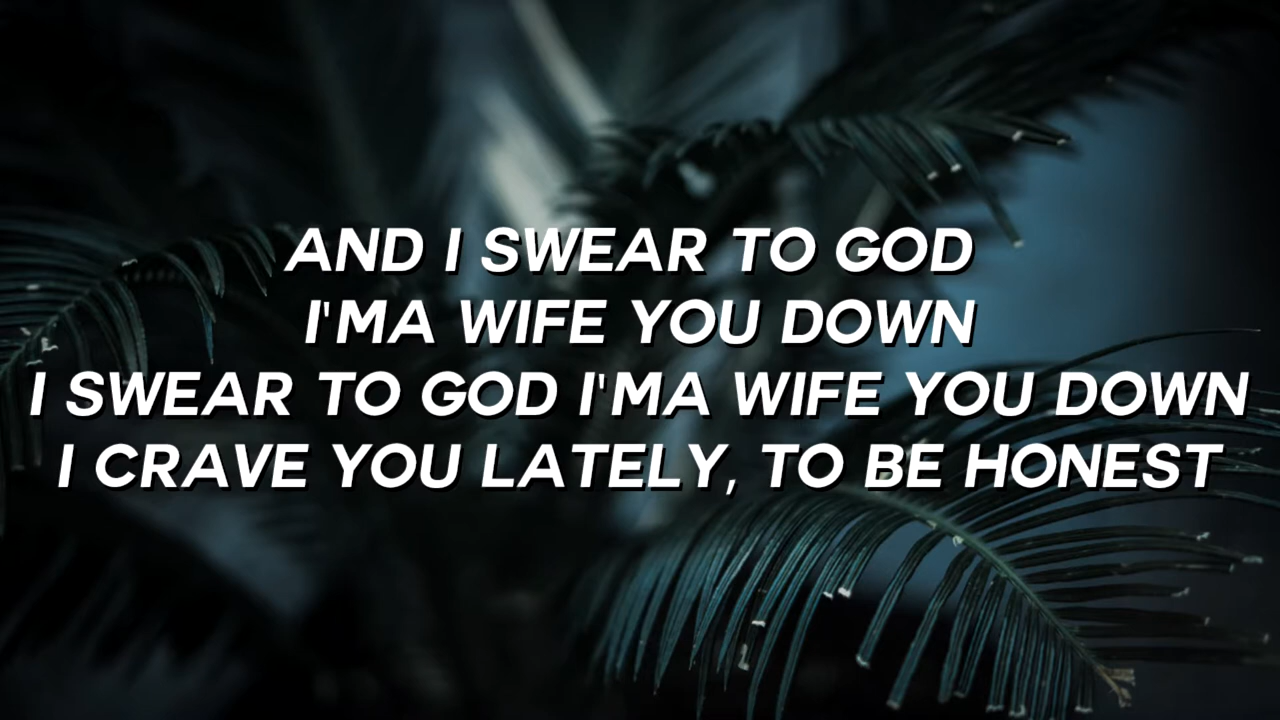 AND I SWEAR TO GOD
I'MA WIFE YOU DOWN
I SWEAR TO GOD I'MA WIFE YOU DOWN
I CRAVE YOU LATELY, TO BE HONEST